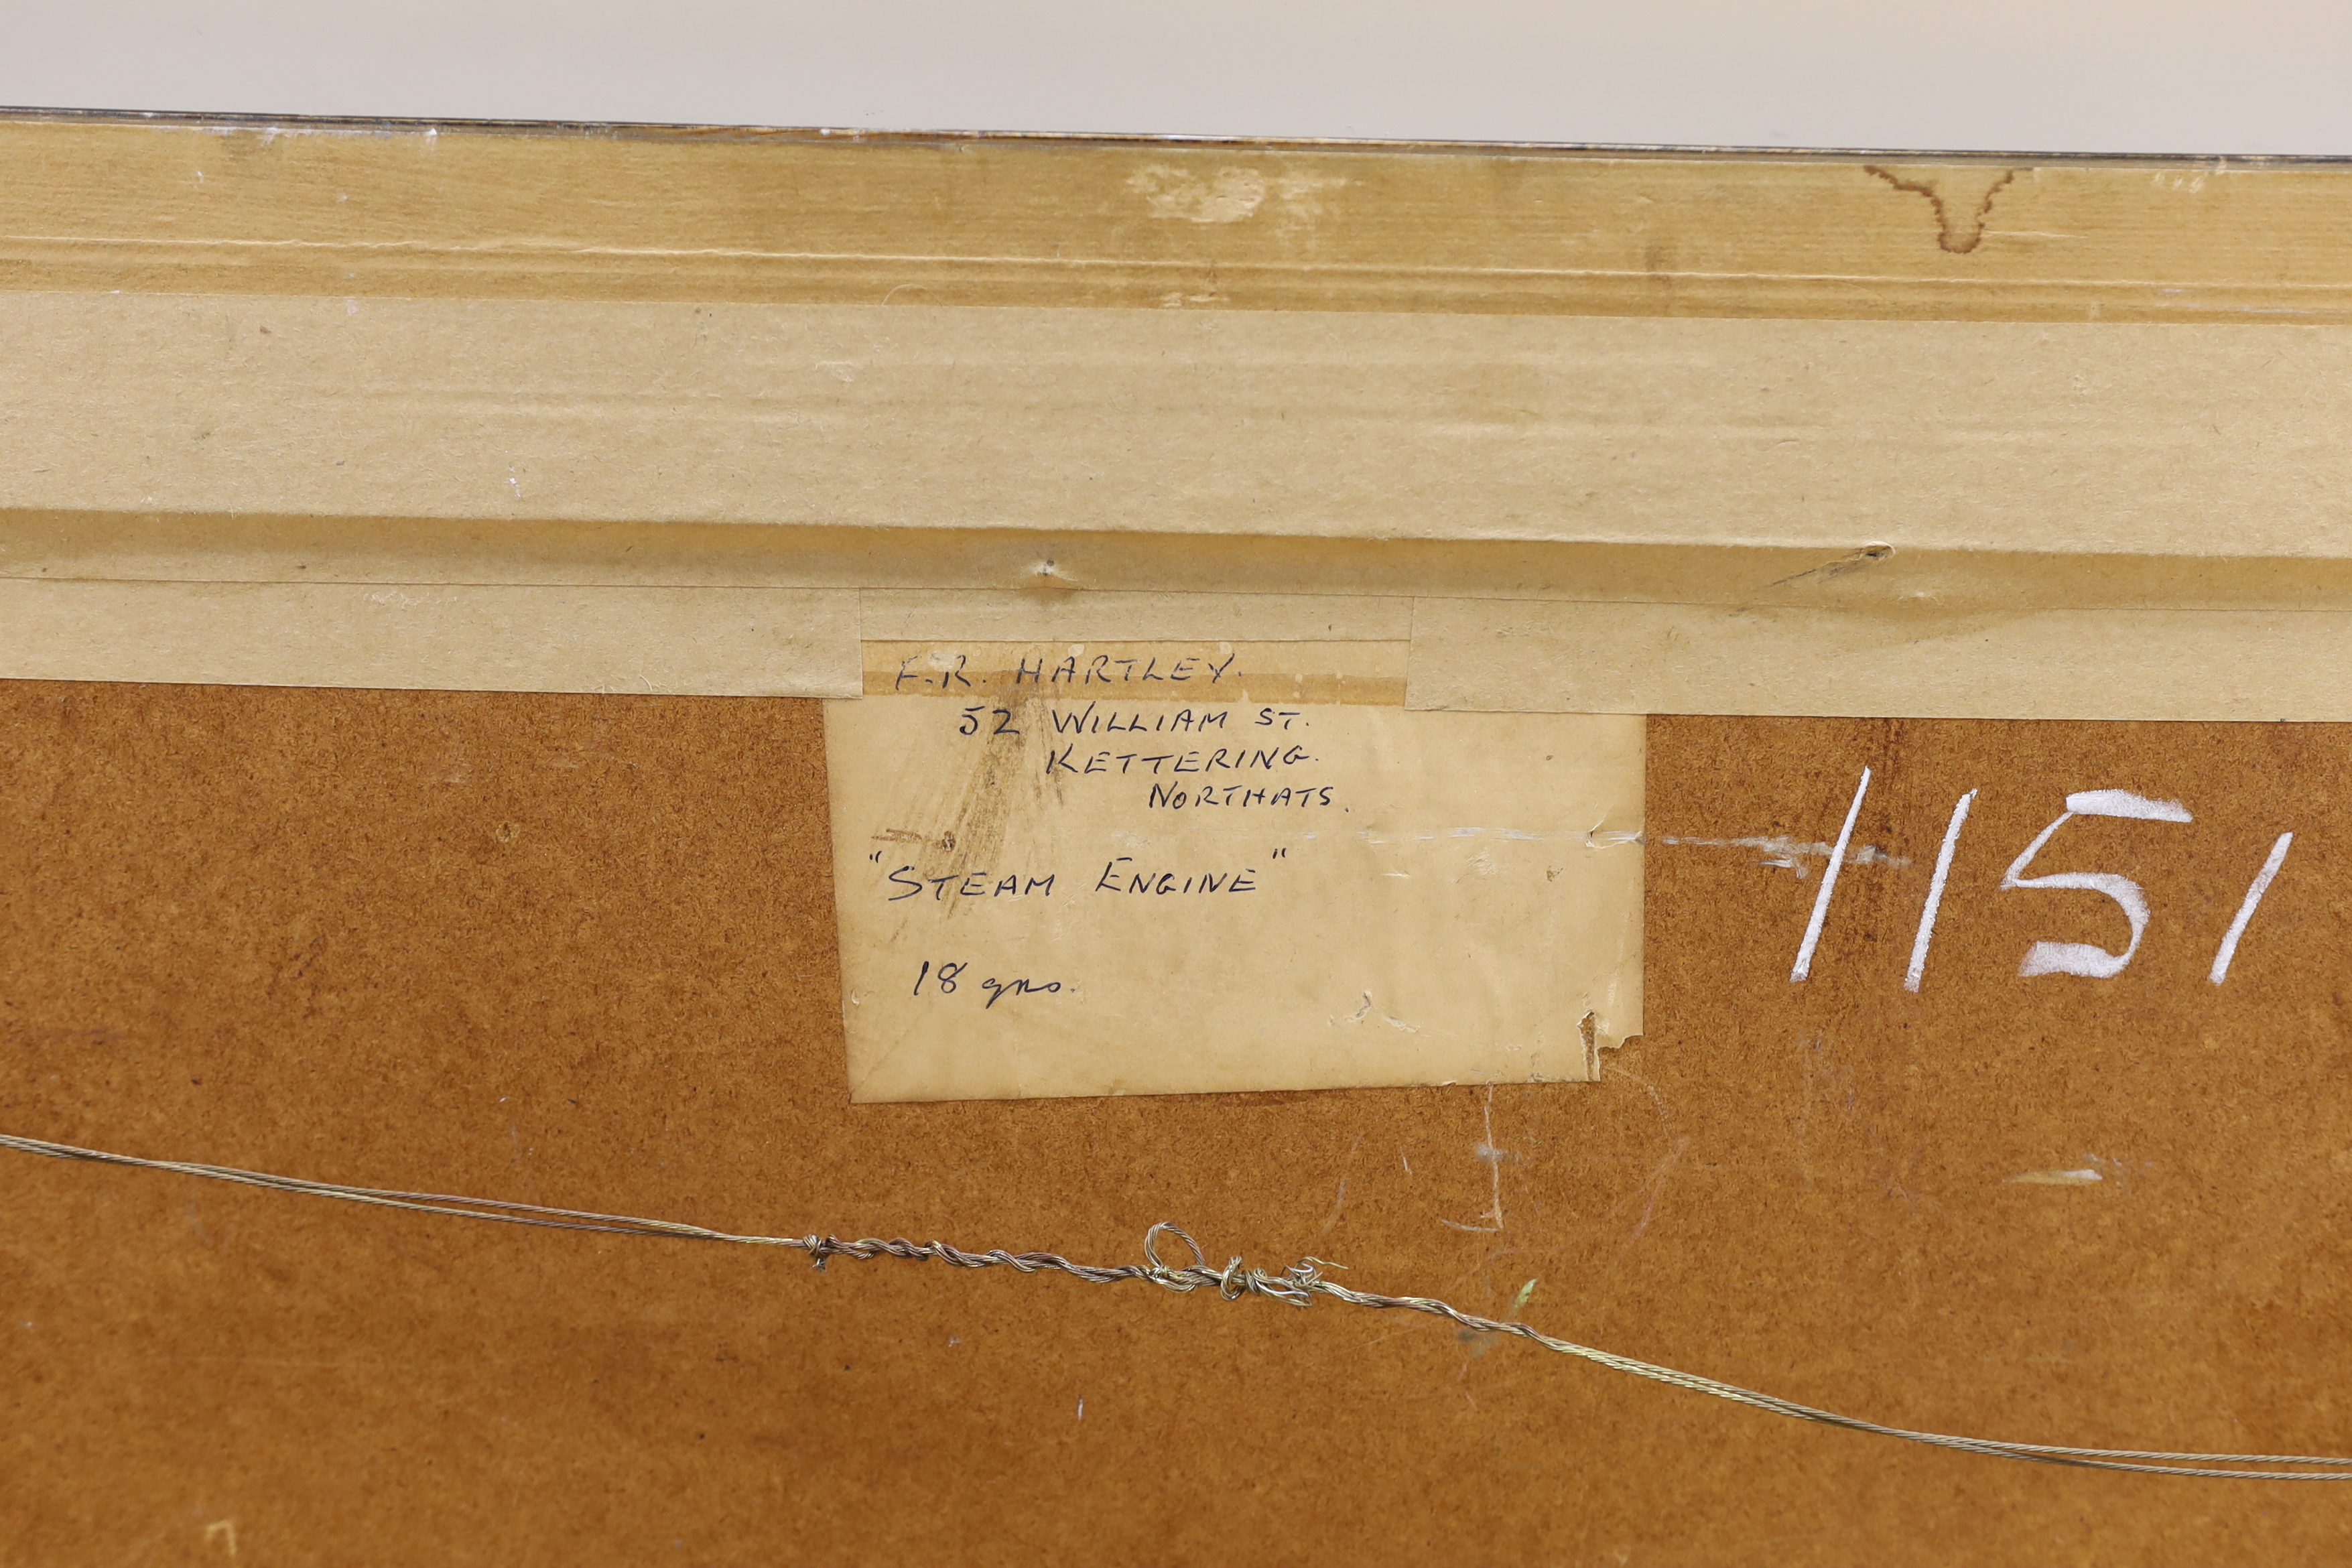 F.R. HARTLEY.
52 WILLIAM ST.
KETTERING.
NORTHATS.
"STEAM ENGINE"
18 gns.
1151